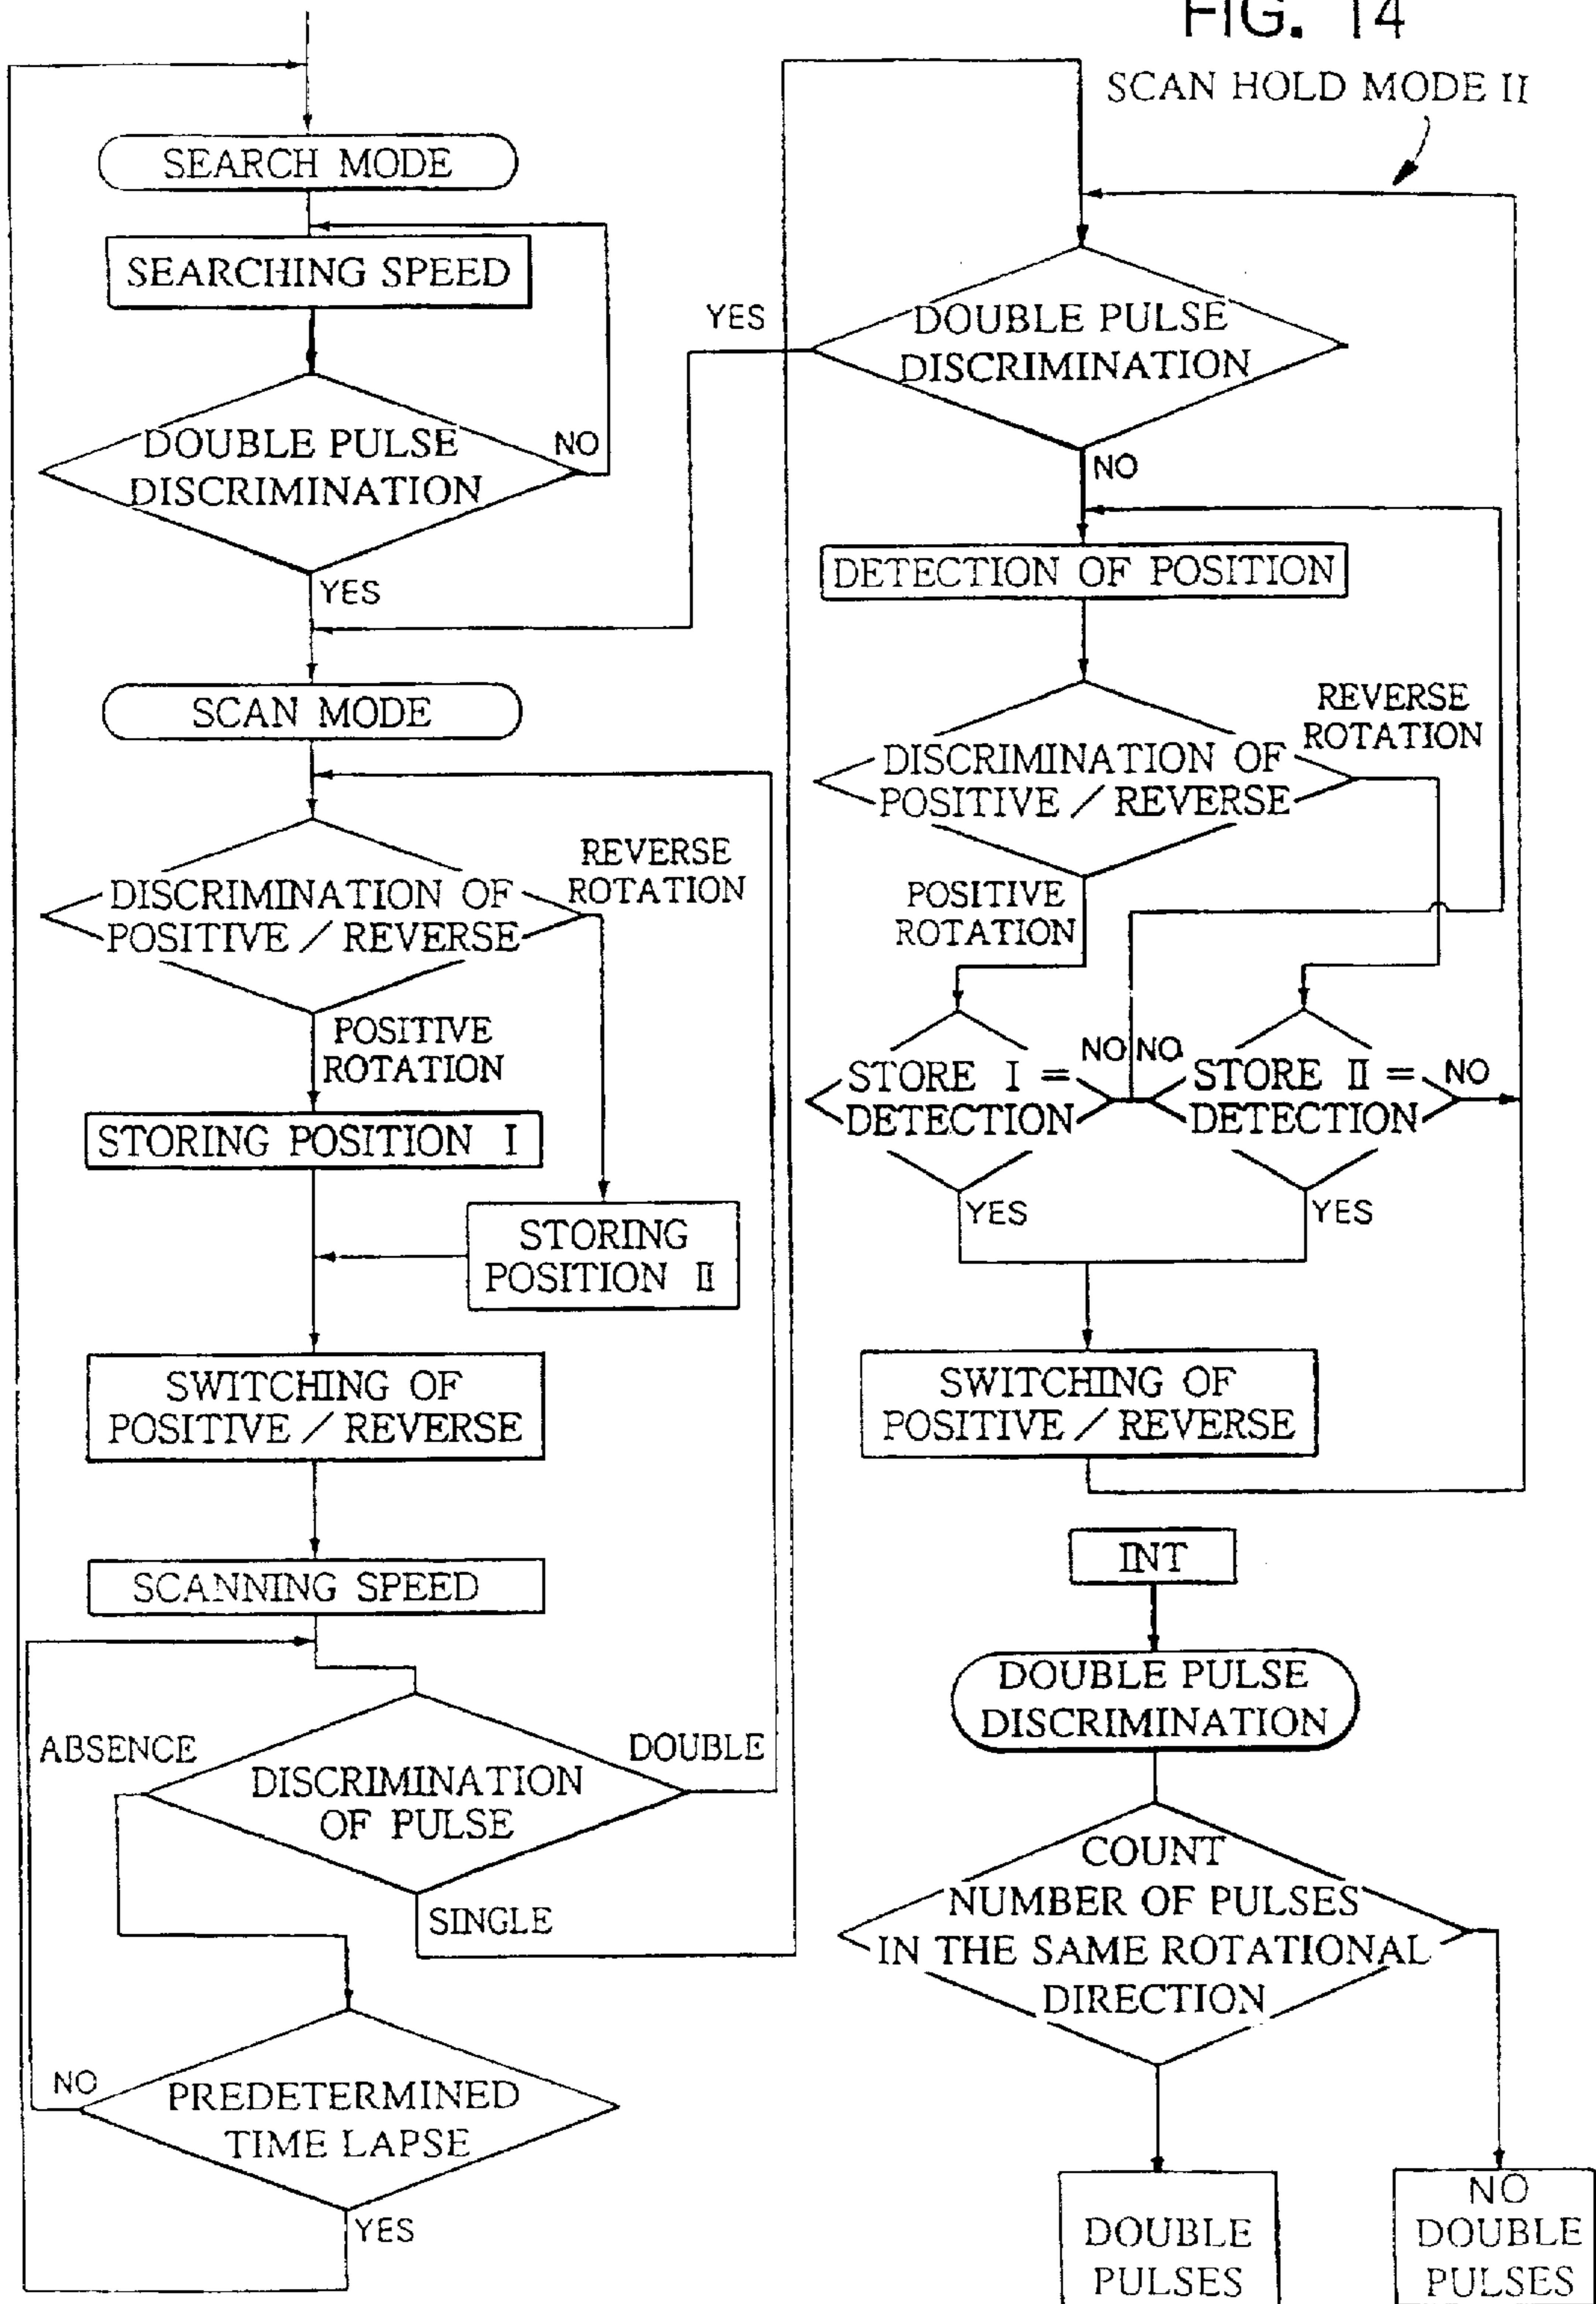 FIG. 14
SCAN HOLD MODE II
SEARCH MODE
SEARCHING SPEED
DOUBLE PULSE
DISCRIMINATION
NO
YES
SCAN MODE
DISCRIMINATION OF
POSITIVE / REVERSE
REVERSE
ROTATION
POSITIVE
ROTATION
STORING POSITION I
STORING
POSITION II
SWITCHING OF
POSITIVE / REVERSE
SCANNING SPEED
ABSENCE
DOUBLE
DISCRIMINATION
OF PULSE
SINGLE
NO
PREDETERMINED
TIME LAPSE
YES
YES
DOUBLE PULSE
DISCRIMINATION
NO
DETECTION OF POSITION
REVERSE
ROTATION
DISCRIMINATION OF
POSITIVE / REVERSE
POSITIVE
ROTATION
STORE I =
DETECTION
NO
NO
STORE II =
DETECTION
NO
YES
YES
SWITCHING OF
POSITIVE / REVERSE
INT
DOUBLE PULSE
DISCRIMINATION
COUNT
NUMBER OF PULSES
IN THE SAME ROTATIONAL
DIRECTION
DOUBLE
PULSES
NO
DOUBLE
PULSES